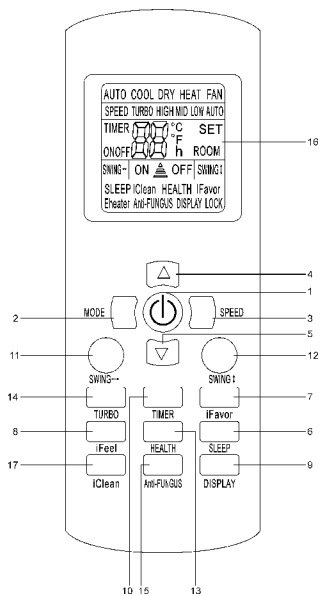 AUTO COOL DRY HEAT FAN
SPEED TURBO HIGH MID LOW AUTO
TIMER 88 °C SET
°F
ONOFF h ROOM
16
SWING↔ ON OFF SWING↕
SLEEP iClean HEALTH iFavor
Eheater Anti-FUNGUS DISPLAY LOCK
4
1
2 MODE SPEED 3
5
11 12
SWING↔ SWING↕
14 7
TURBO TIMER iFavor
8 6
iFeel HEALTH SLEEP
17 9
iClean Anti-FUNGUS DISPLAY
10 15 13